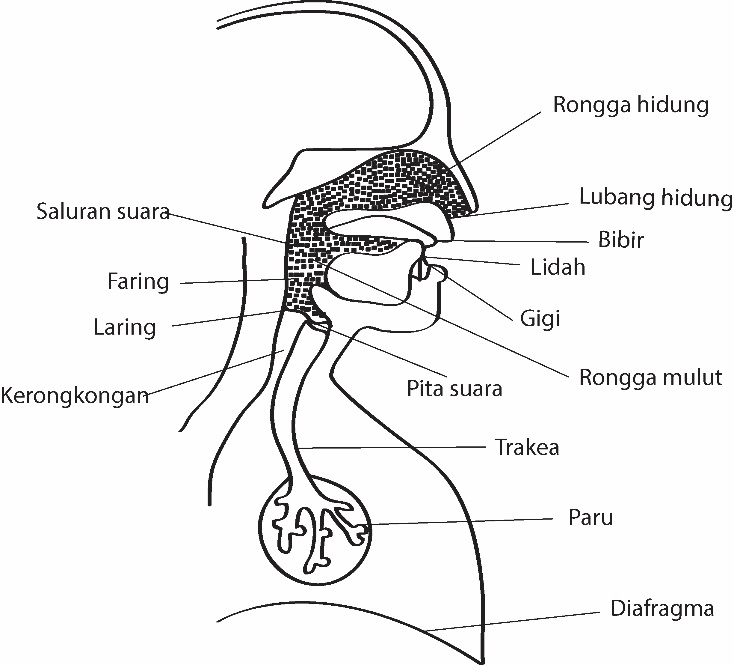 Rongga hidung
Lubang hidung
Saluran suara
Bibir
Lidah
Faring
Gigi
Laring
Rongga mulut
Pita suara
Kerongkongan
Trakea
Paru
Diafragma